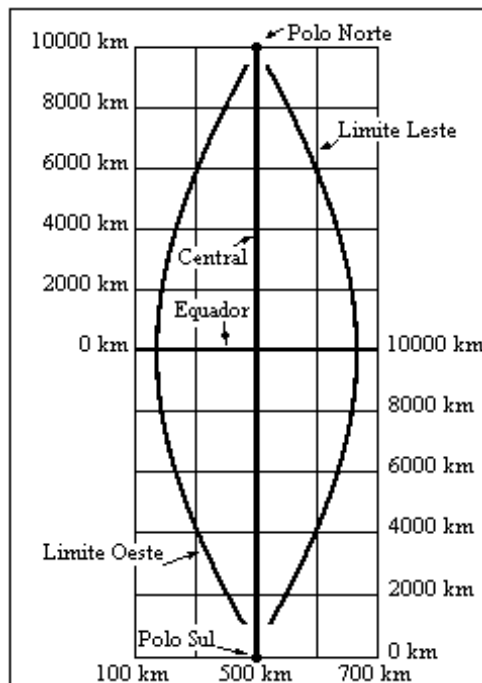 10000 km
Polo Norte
8000 km
Limite Leste
6000 km
4000 km
Central
2000 km
Equador
0 km
10000 km
8000 km
6000 km
4000 km
Limite Oeste
2000 km
Polo Sul
0 km
100 km 500 km 700 km